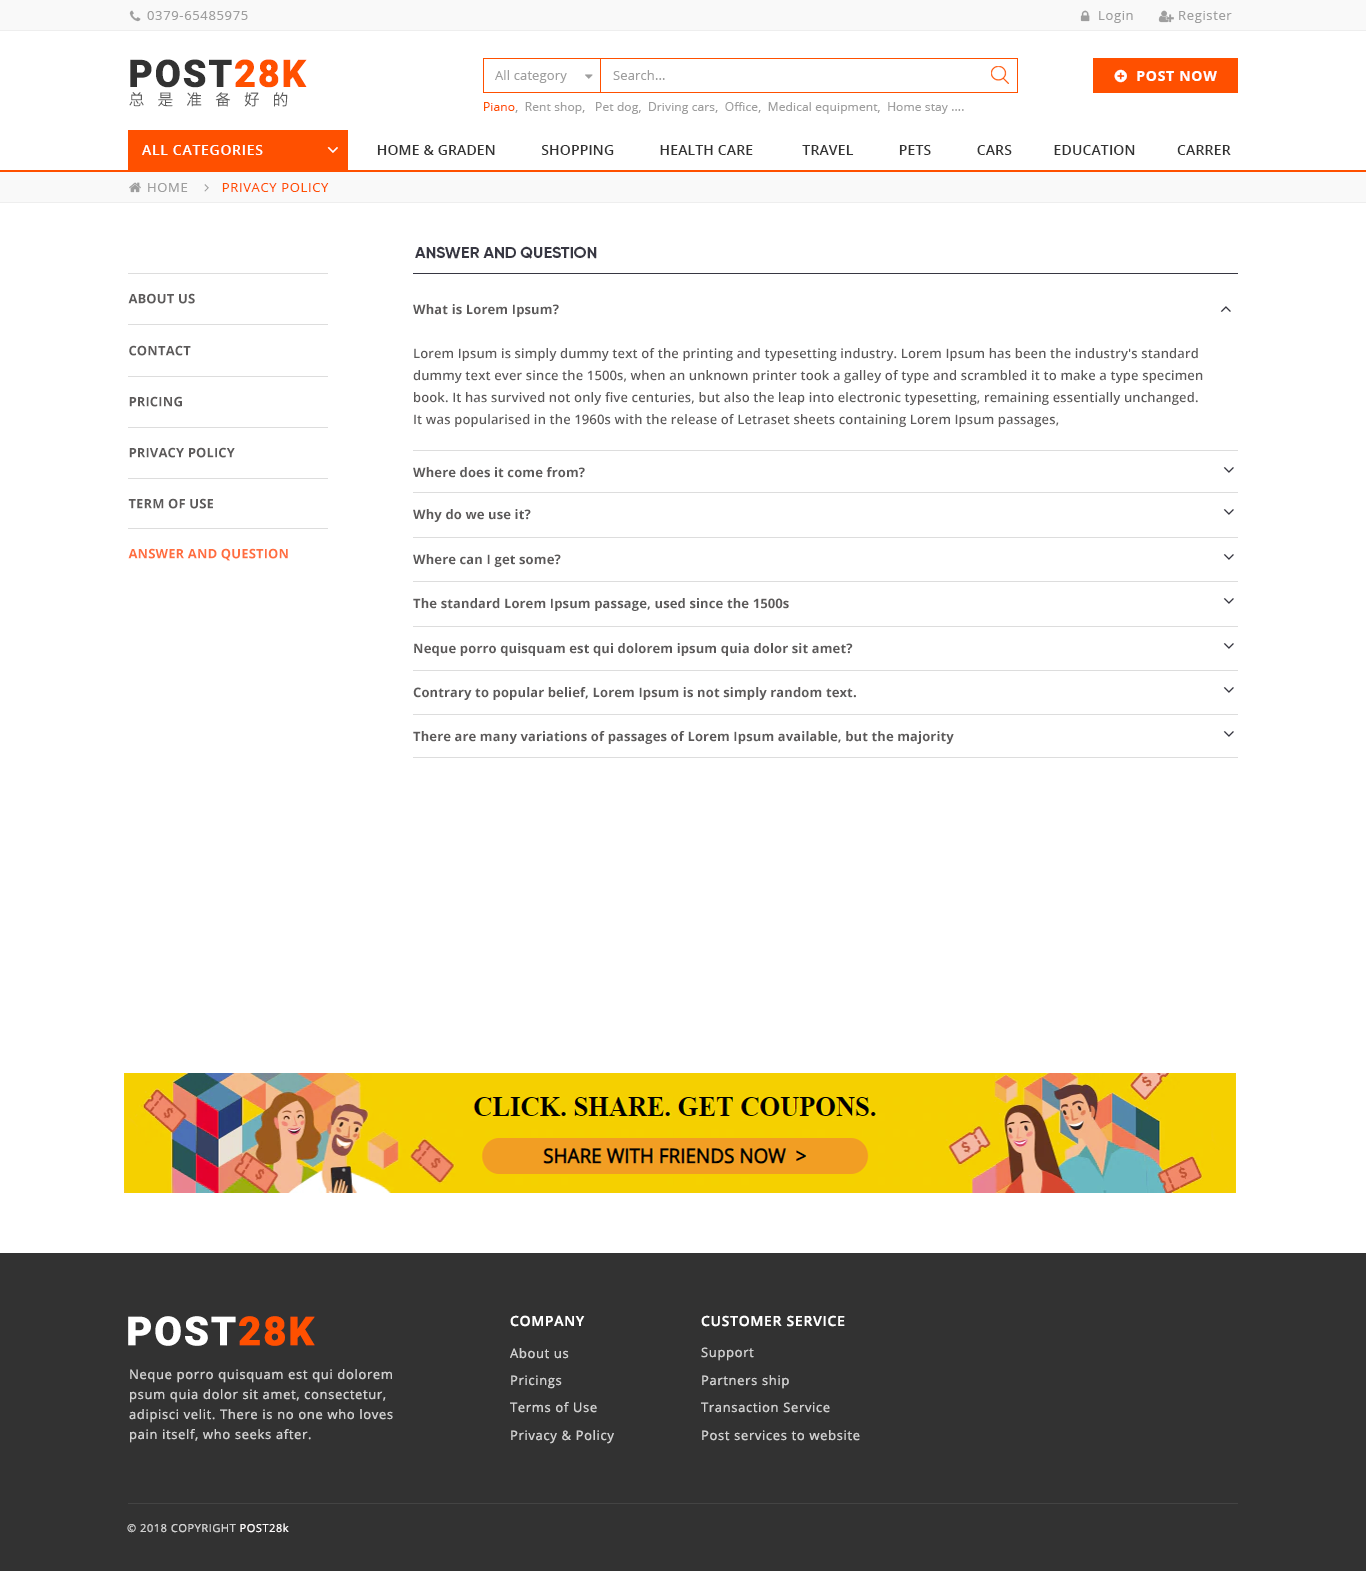 0379-65485975
Login
Register
POST28K
总是准备好的
All category
Search...
POST NOW
Piano, Rent shop, Pet dog, Driving cars, Office, Medical equipment, Home stay ....
ALL CATEGORIES
HOME & GRADEN
SHOPPING
HEALTH CARE
TRAVEL
PETS
CARS
EDUCATION
CARRER
HOME > PRIVACY POLICY
ABOUT US
CONTACT
PRICING
PRIVACY POLICY
TERM OF USE
ANSWER AND QUESTION
ANSWER AND QUESTION
What is Lorem Ipsum?
Lorem Ipsum is simply dummy text of the printing and typesetting industry. Lorem Ipsum has been the industry's standard
dummy text ever since the 1500s, when an unknown printer took a galley of type and scrambled it to make a type specimen
book. It has survived not only five centuries, but also the leap into electronic typesetting, remaining essentially unchanged.
It was popularised in the 1960s with the release of Letraset sheets containing Lorem Ipsum passages,
Where does it come from?
Why do we use it?
Where can I get some?
The standard Lorem Ipsum passage, used since the 1500s
Neque porro quisquam est qui dolorem ipsum quia dolor sit amet?
Contrary to popular belief, Lorem Ipsum is not simply random text.
There are many variations of passages of Lorem Ipsum available, but the majority
CLICK. SHARE. GET COUPONS.
SHARE WITH FRIENDS NOW >
POST28K
Neque porro quisquam est qui dolorem
psum quia dolor sit amet, consectetur,
adipisci velit. There is no one who loves
pain itself, who seeks after.
COMPANY
About us
Pricings
Terms of Use
Privacy & Policy
CUSTOMER SERVICE
Support
Partners ship
Transaction Service
Post services to website
© 2018 COPYRIGHT POST28k